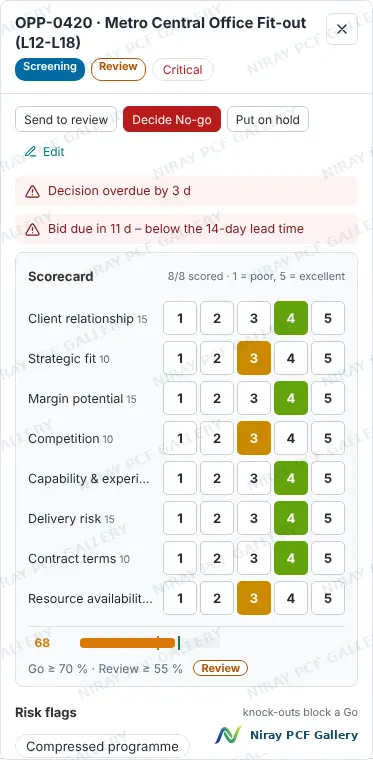 OPP-0420 · Metro Central Office Fit-out
(L12-L18)
Screening Review Critical
Send to review Decide No-go Put on hold
Edit
Decision overdue by 3 d
Bid due in 11 d – below the 14-day lead time
Scorecard 8/8 scored · 1 = poor, 5 = excellent
Client relationship 15 1 2 3 4 5
Strategic fit 10 1 2 3 4 5
Margin potential 15 1 2 3 4 5
Competition 10 1 2 3 4 5
Capability & experi... 1 2 3 4 5
Delivery risk 15 1 2 3 4 5
Contract terms 10 1 2 3 4 5
Resource availabilit... 1 2 3 4 5
68
Go ≥ 70 % · Review ≥ 55 % Review
Risk flags knock-outs block a Go
Compressed programme
Niray PCF Gallery
NIRAY PCF GALLERY